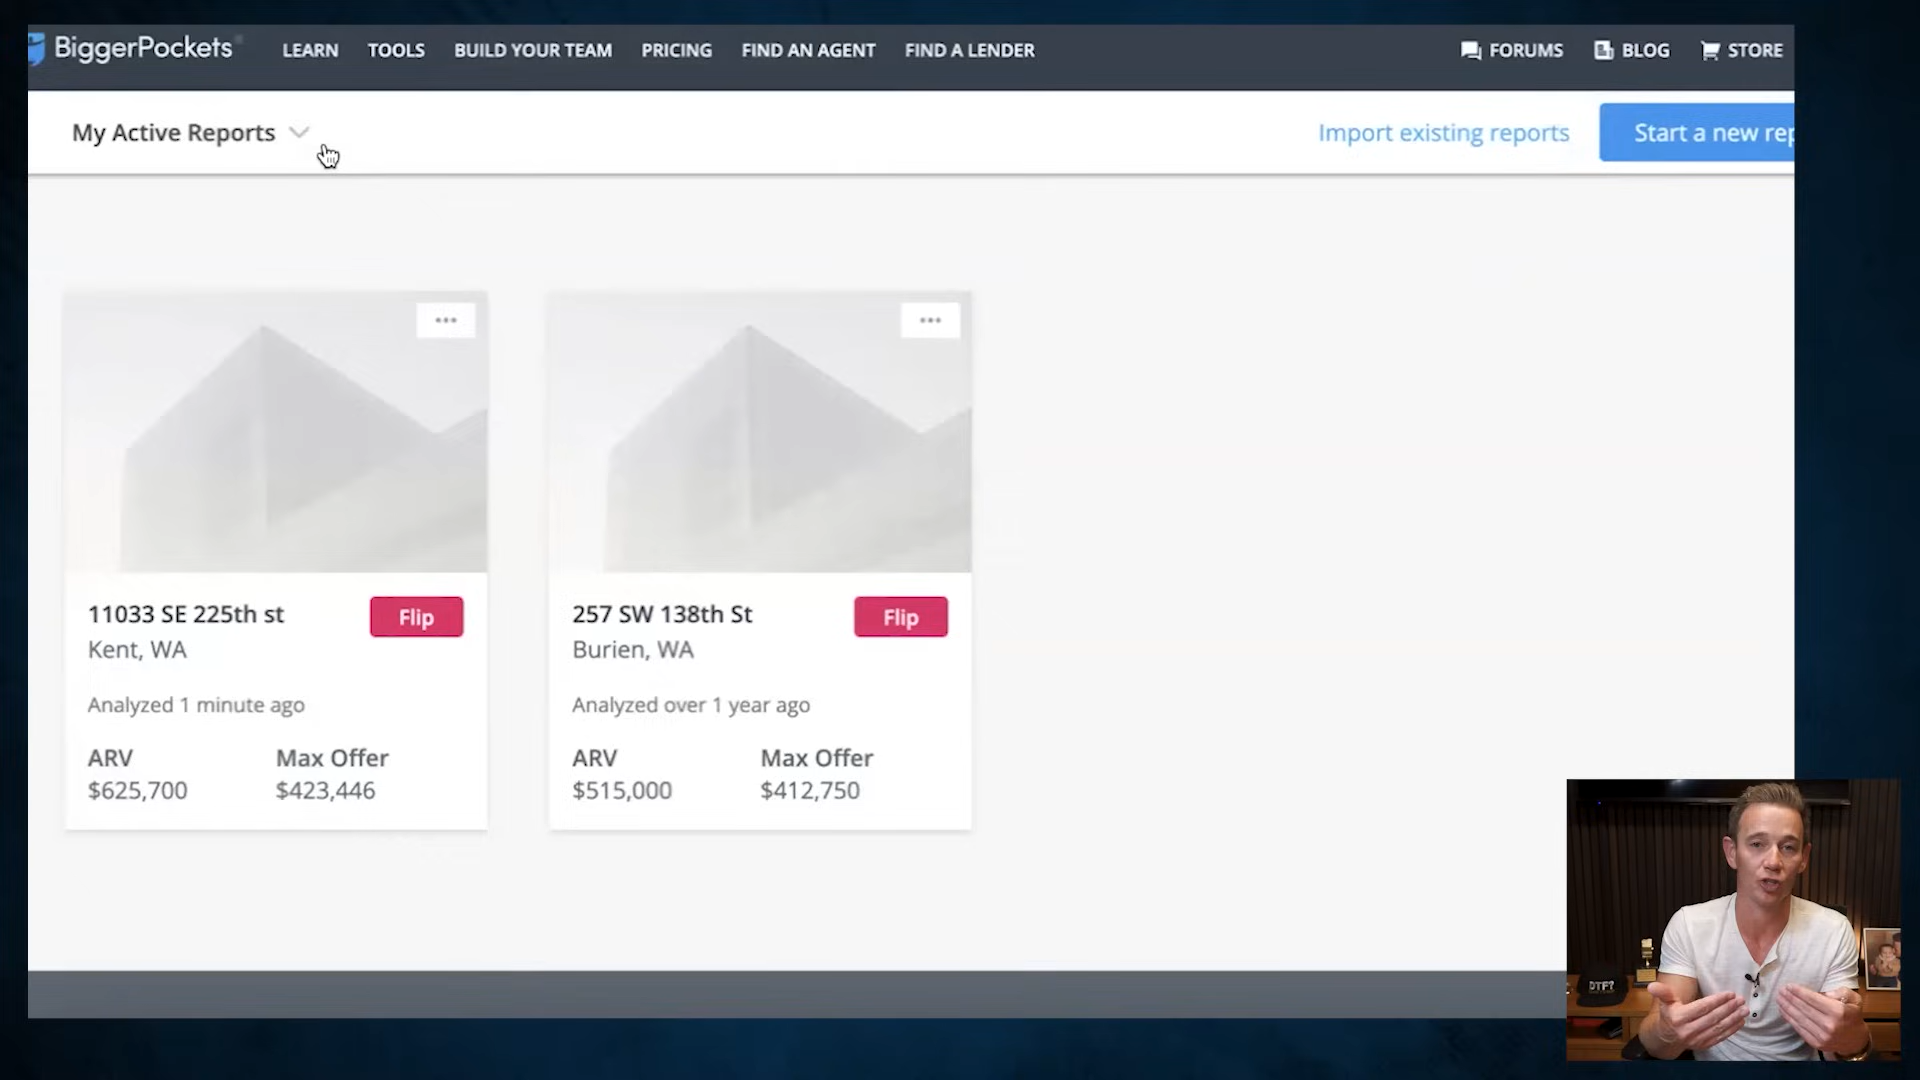 BiggerPockets
LEARN TOOLS BUILD YOUR TEAM PRICING FIND AN AGENT FIND A LENDER
FORUMS BLOG STORE
My Active Reports
Import existing reports
Start a new rep
11033 SE 225th st
Flip
Kent, WA
Analyzed 1 minute ago
ARV Max Offer
$625,700 $423,446
257 SW 138th St
Flip
Burien, WA
Analyzed over 1 year ago
ARV Max Offer
$515,000 $412,750
DTF?